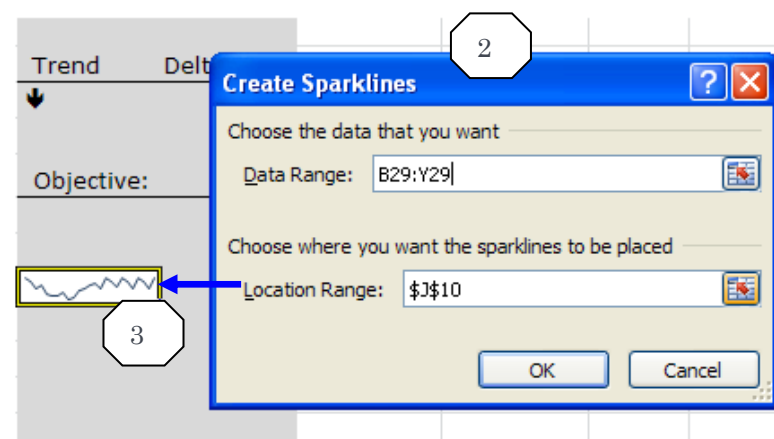 2
Trend Delt
Create Sparklines
Choose the data that you want
Data Range: B29:Y29
Objective:
Choose where you want the sparklines to be placed
Location Range: $J$10
3
OK Cancel